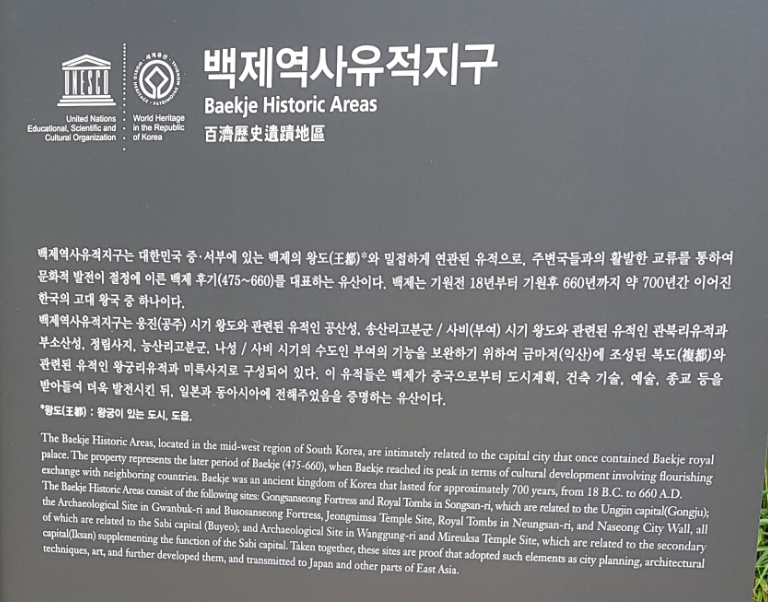 UNESCO
United Nations
Educational, Scientific and
Cultural Organization
World Heritage
in the Republic
of Korea
백제역사유적지구
Baekje Historic Areas
百濟歷史遺蹟地區
백제역사유적지구는 대한민국 중·서부에 있는 백제의 왕도(王都)*와 밀접하게 연관된 유적으로, 주변국들과의 활발한 교류를 통하여
문화적 발전이 절정에 이른 백제 후기(475~660)를 대표하는 유산이다. 백제는 기원전 18년부터 기원후 660년까지 약 700년간 이어진
한국의 고대 왕국 중 하나이다.
백제역사유적지구는 웅진(공주) 시기 왕도와 관련된 유적인 공산성, 송산리고분군 / 사비(부여) 시기 왕도와 관련된 유적인 관북리유적과
부소산성, 정림사지, 능산리고분군, 나성 / 사비 시기의 수도인 부여의 기능을 보완하기 위하여 금마저(익산)에 조성된 복도(複都)와
관련된 유적인 왕궁리유적과 미륵사지로 구성되어 있다. 이 유적들은 백제가 중국으로부터 도시계획, 건축 기술, 예술, 종교 등을
받아들여 더욱 발전시킨 뒤, 일본과 동아시아에 전해주었음을 증명하는 유산이다.
*왕도(王都) : 왕궁이 있는 도시, 도읍.
The Baekje Historic Areas, located in the mid-west region of South Korea, are intimately related to the capital city that once contained Baekje royal
palace. The property represents the later period of Baekje (475-660), when Baekje reached its peak in terms of cultural development involving flourishing
exchange with neighboring countries. Baekje was an ancient kingdom of Korea that lasted for approximately 700 years, from 18 B.C. to 660 A.D.
The Baekje Historic Areas consist of the following sites: Gongsanseong Fortress and Royal Tombs in Songsan-ri, which are related to the Ungjin capital(Gongju);
the Archaeological Site in Gwanbuk-ri and Busosanseong Fortress, Jeongnimsa Temple Site, Royal Tombs in Neungsan-ri, and Naseong City Wall, all
of which are related to the Sabi capital (Buyeo); and Archaeological Site in Wanggung-ri and Mireuksa Temple Site, which are related to the secondary
capital(Iksan) supplementing the function of the Sabi capital. Taken together, these sites are proof that adopted such elements as city planning, architectural
techniques, art, and further developed them, and transmitted to Japan and other parts of East Asia.